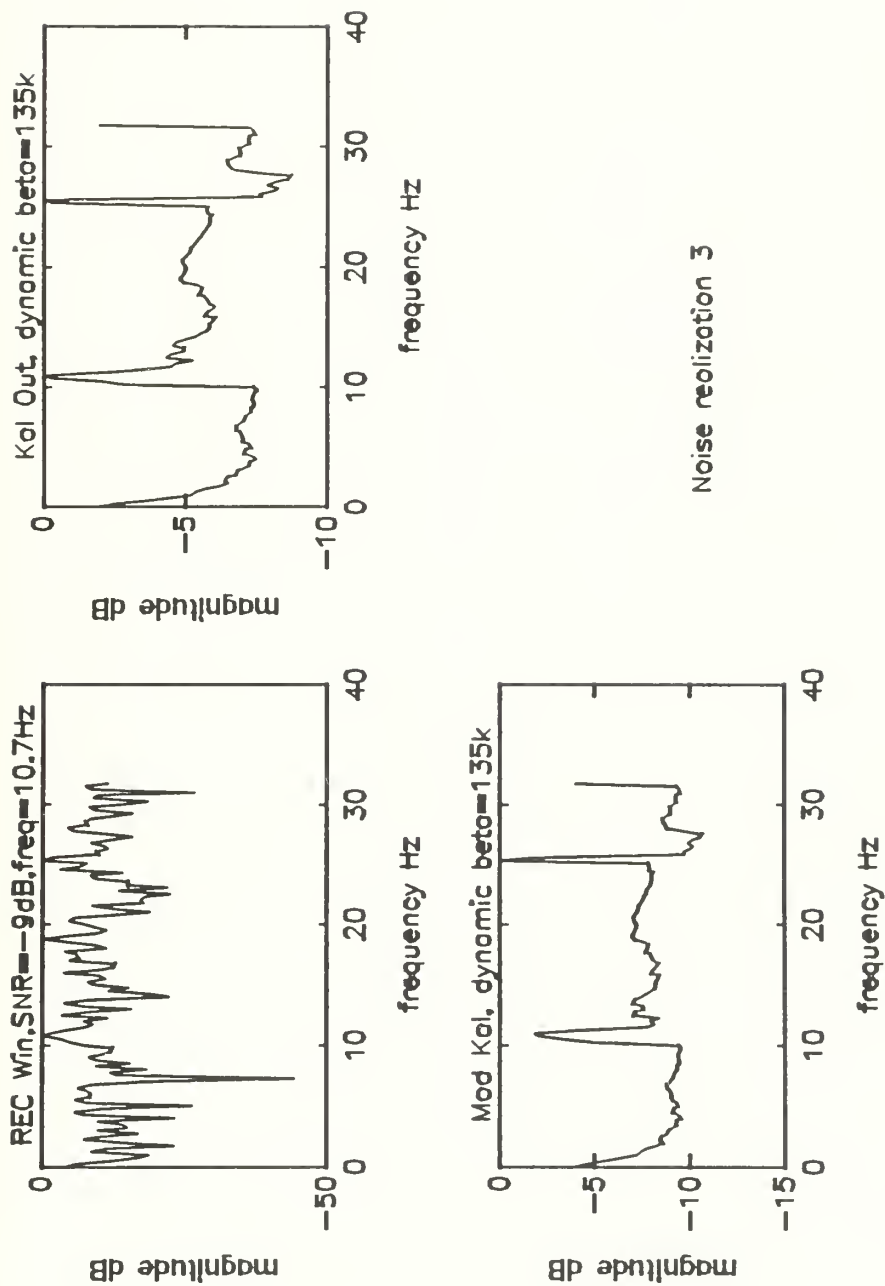 REC Win,SNR=-9dB,freq=10.7Hz
0
-50
magnitude dB
0 10 20 30 40
frequency Hz
Kal Out, dynamic beta=135k
0
-5
-10
magnitude dB
0 10 20 30 40
frequency Hz
Mod Kal, dynamic beta=135k
0
-5
-10
-15
magnitude dB
0 10 20 30 40
frequency Hz
Noise realization 3